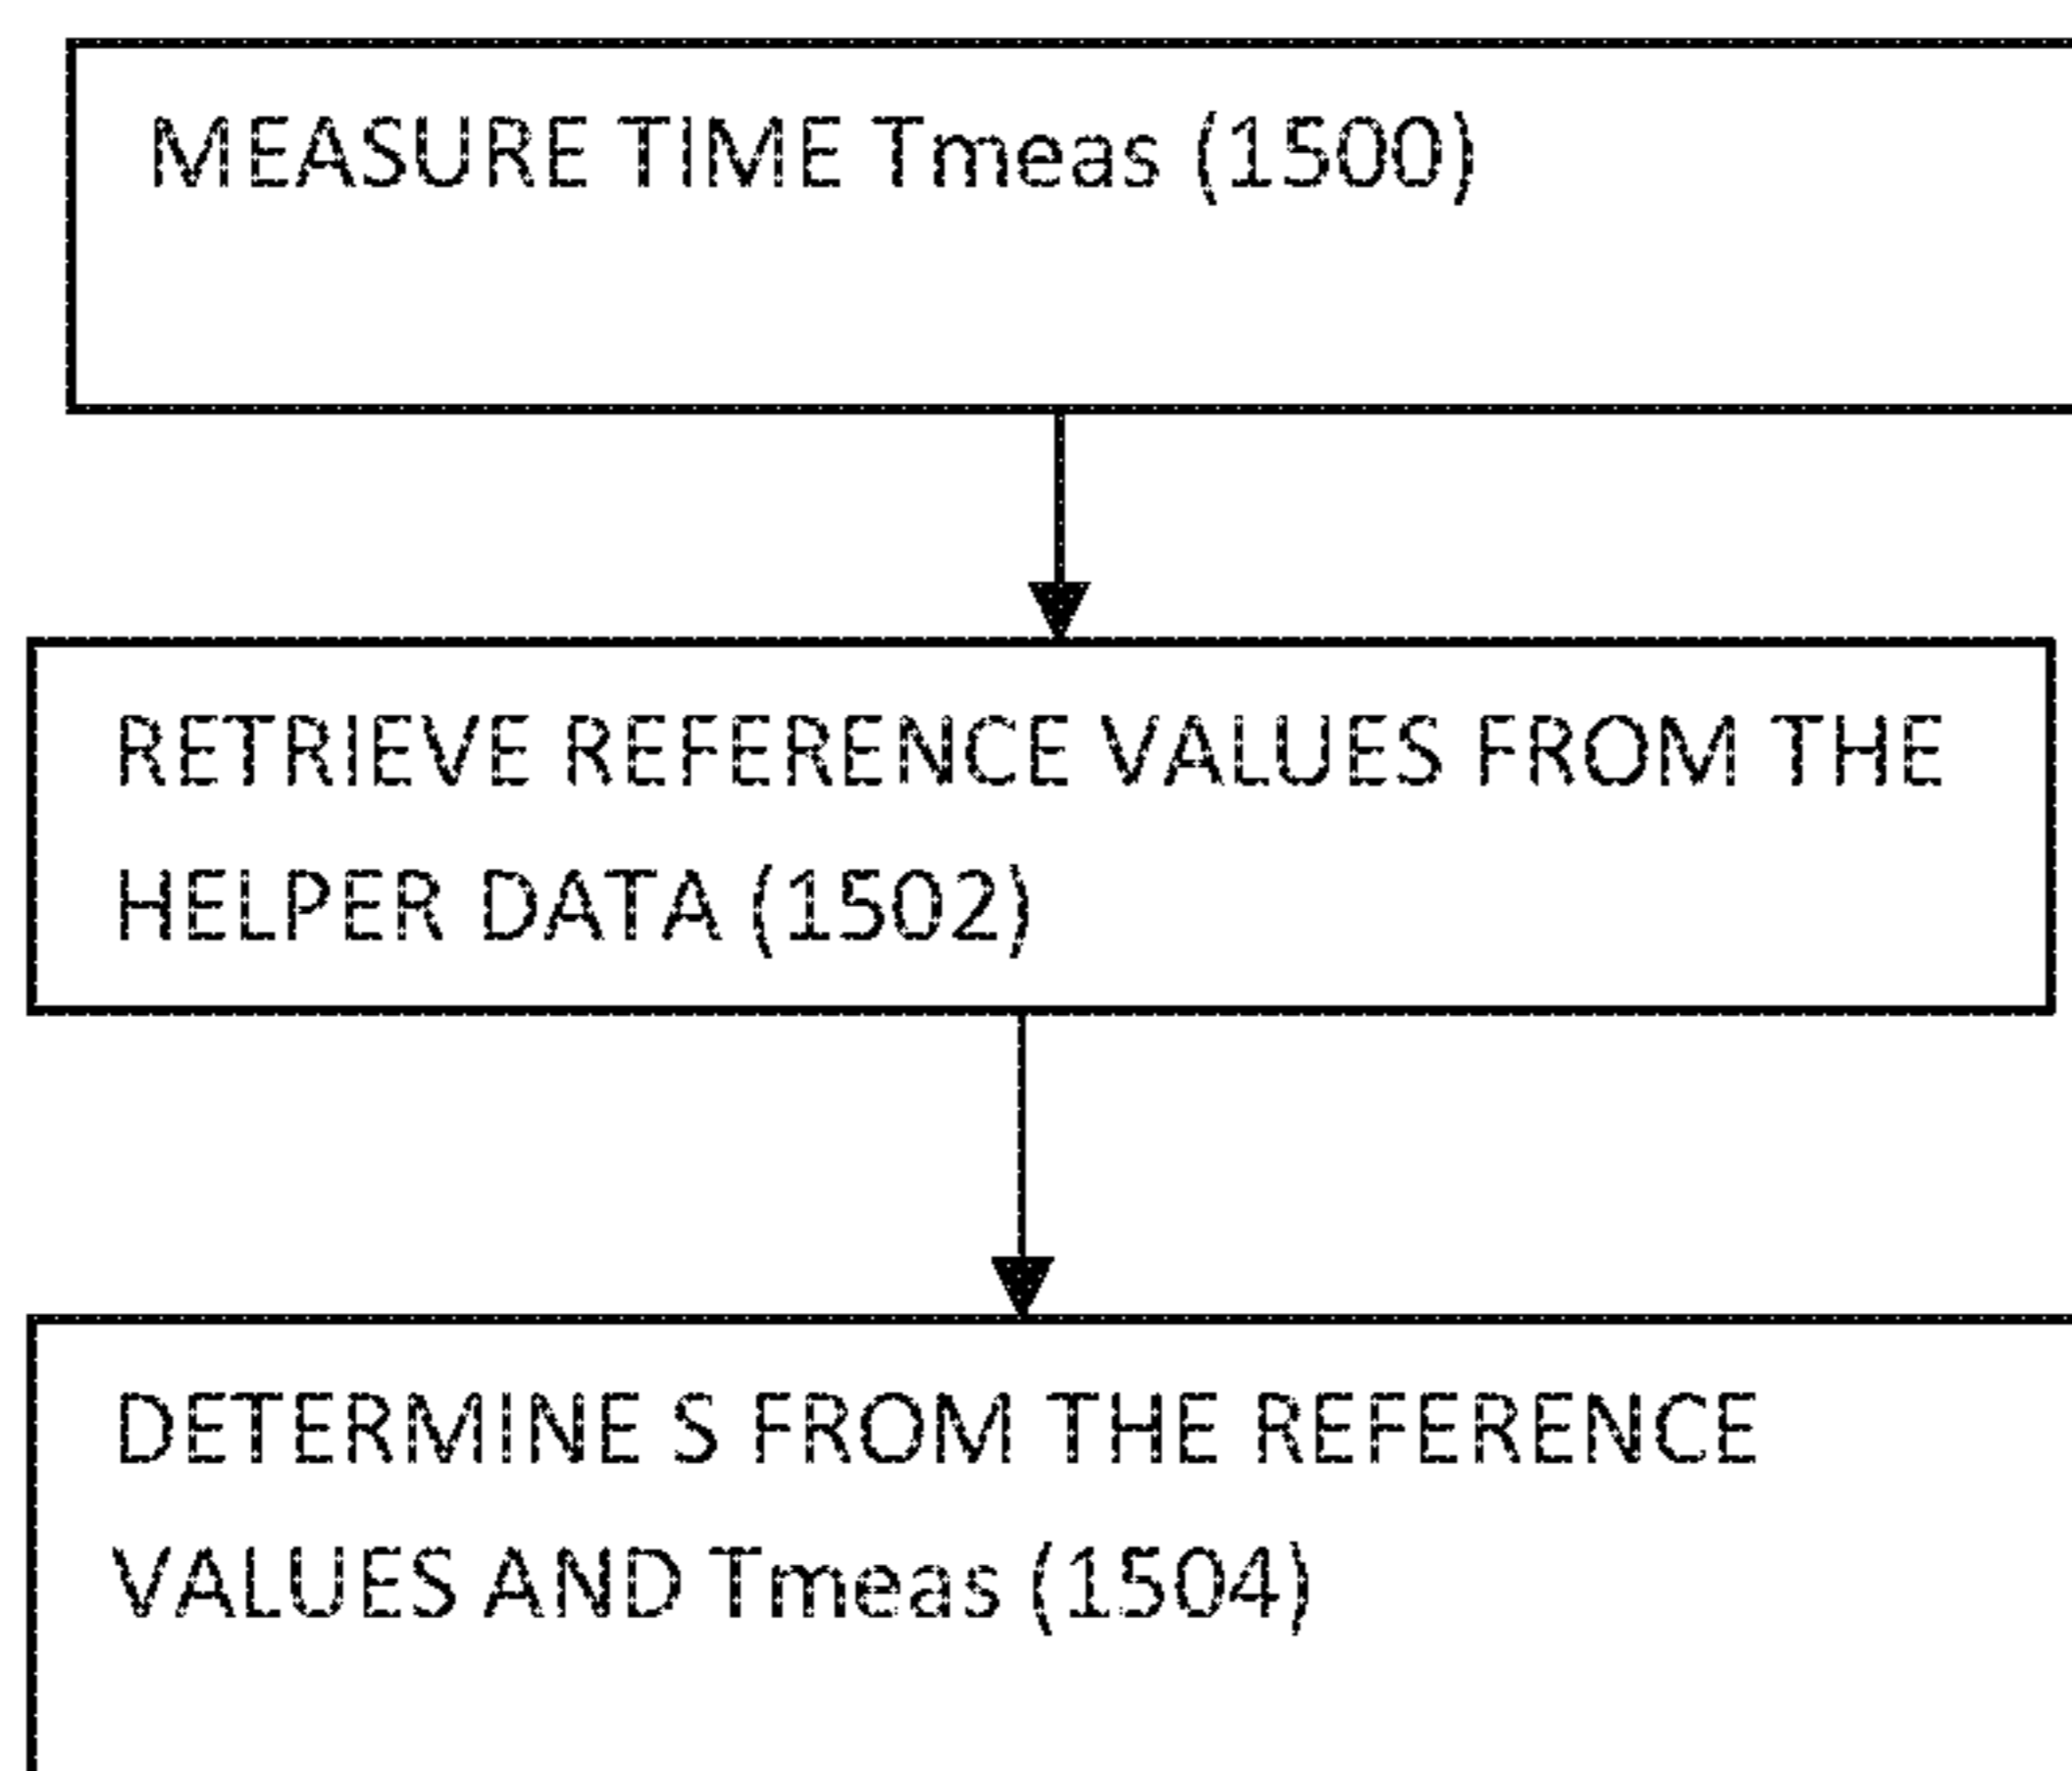 MEASURE TIME Tmeas (1500)
RETRIEVE REFERENCE VALUES FROM THE
HELPER DATA (1502)
DETERMINE S FROM THE REFERENCE
VALUES AND Tmeas (1504)